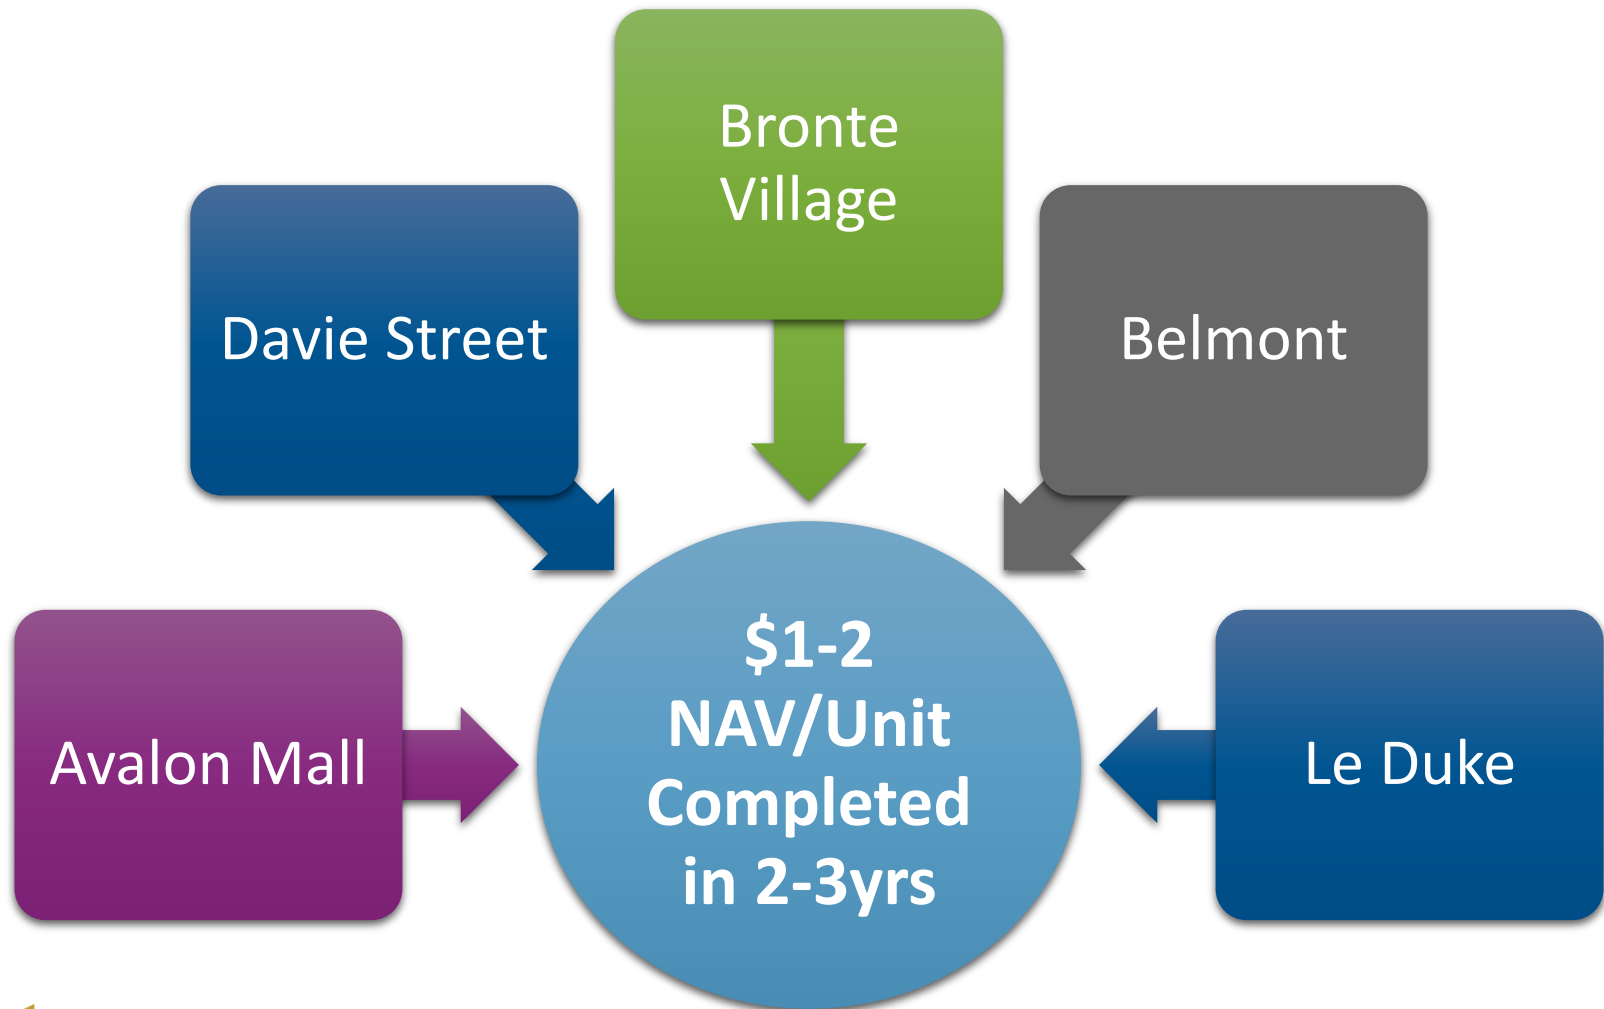 Bronte
Village
Davie Street
Belmont
Avalon Mall
$1-2
NAV/Unit
Completed
in 2-3yrs
Le Duke